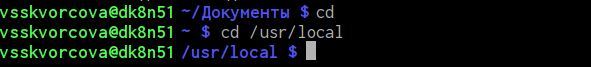 vsskvorcova@dk8n51 ~/Документы $ cd
vsskvorcova@dk8n51 ~ $ cd /usr/local
vsskvorcova@dk8n51 /usr/local $